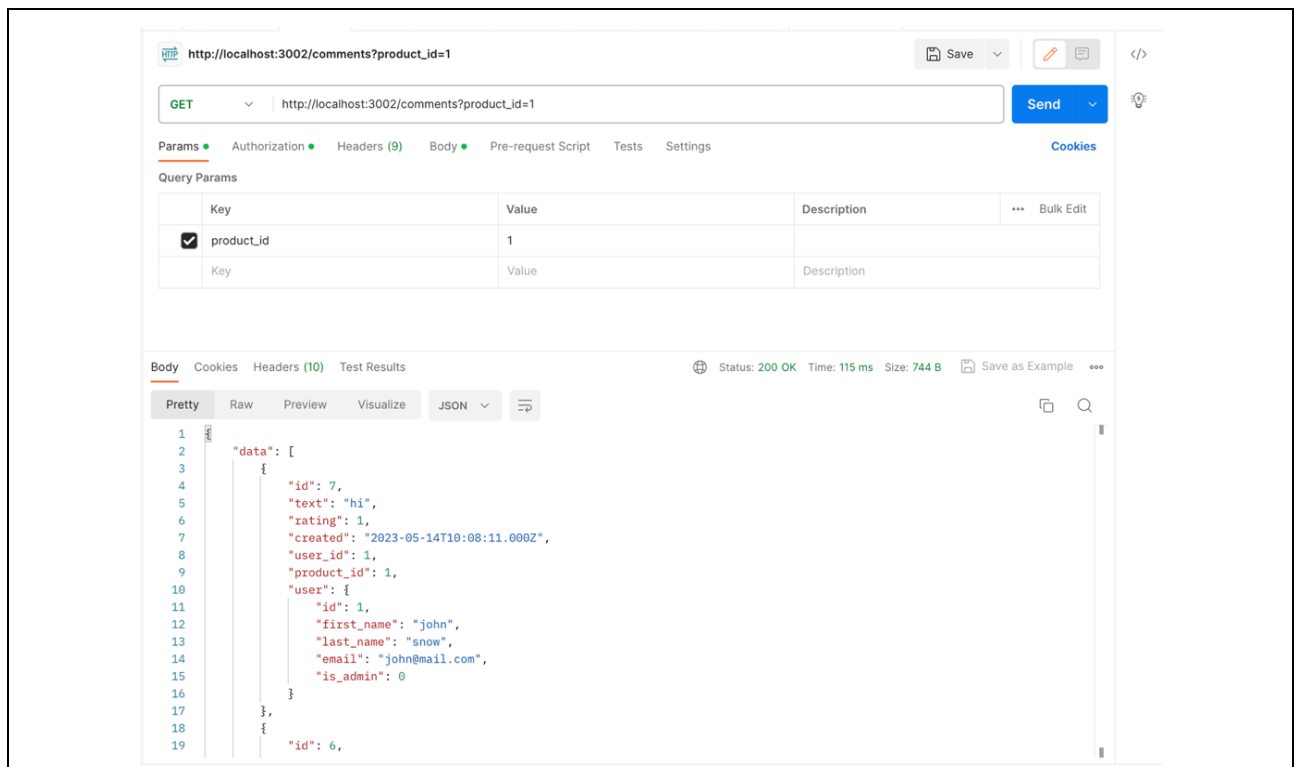 HTTP http://localhost:3002/comments?product_id=1 Save </>
GET http://localhost:3002/comments?product_id=1 Send
Params Authorization Headers (9) Body Pre-request Script Tests Settings Cookies
Query Params
Key Value Description ••• Bulk Edit
product_id 1
Key Value Description
Body Cookies Headers (10) Test Results Status: 200 OK Time: 115 ms Size: 744 B Save as Example
Pretty Raw Preview Visualize JSON
1 {
2 "data": [
3 {
4 "id": 7,
5 "text": "hi",
6 "rating": 1,
7 "created": "2023-05-14T10:08:11.000Z",
8 "user_id": 1,
9 "product_id": 1,
10 "user": {
11 "id": 1,
12 "first_name": "john",
13 "last_name": "snow",
14 "email": "john@mail.com",
15 "is_admin": 0
16 }
17 },
18 {
19 "id": 6,